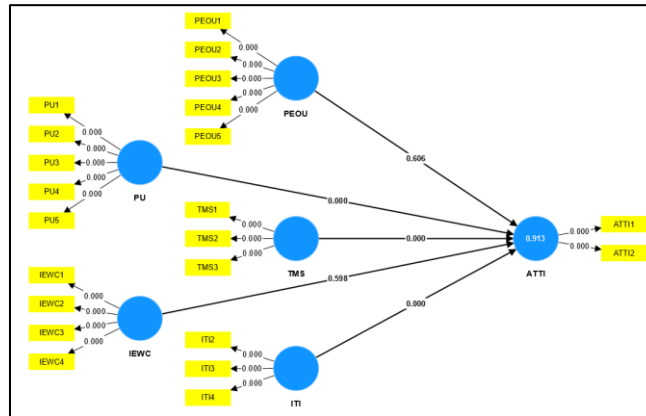 PEOU1
0.000
PEOU2
0.000
PEOU3
0.000
PEOU4
0.000
PEOU5
0.000
PEOU
PU1
0.000
PU2
0.000
PU3
0.000
PU4
0.000
PU5
0.000
PU
0.606
0.000
TMS1
0.000
TMS2
0.000
TMS3
0.000
TMS
0.000
0.913
ATTI
0.000
ATTI1
0.000
ATTI2
IEWC1
0.000
IEWC2
0.000
IEWC3
0.000
IEWC4
0.000
IEWC
0.598
ITI2
0.000
ITI3
0.000
ITI4
0.000
ITI
0.000